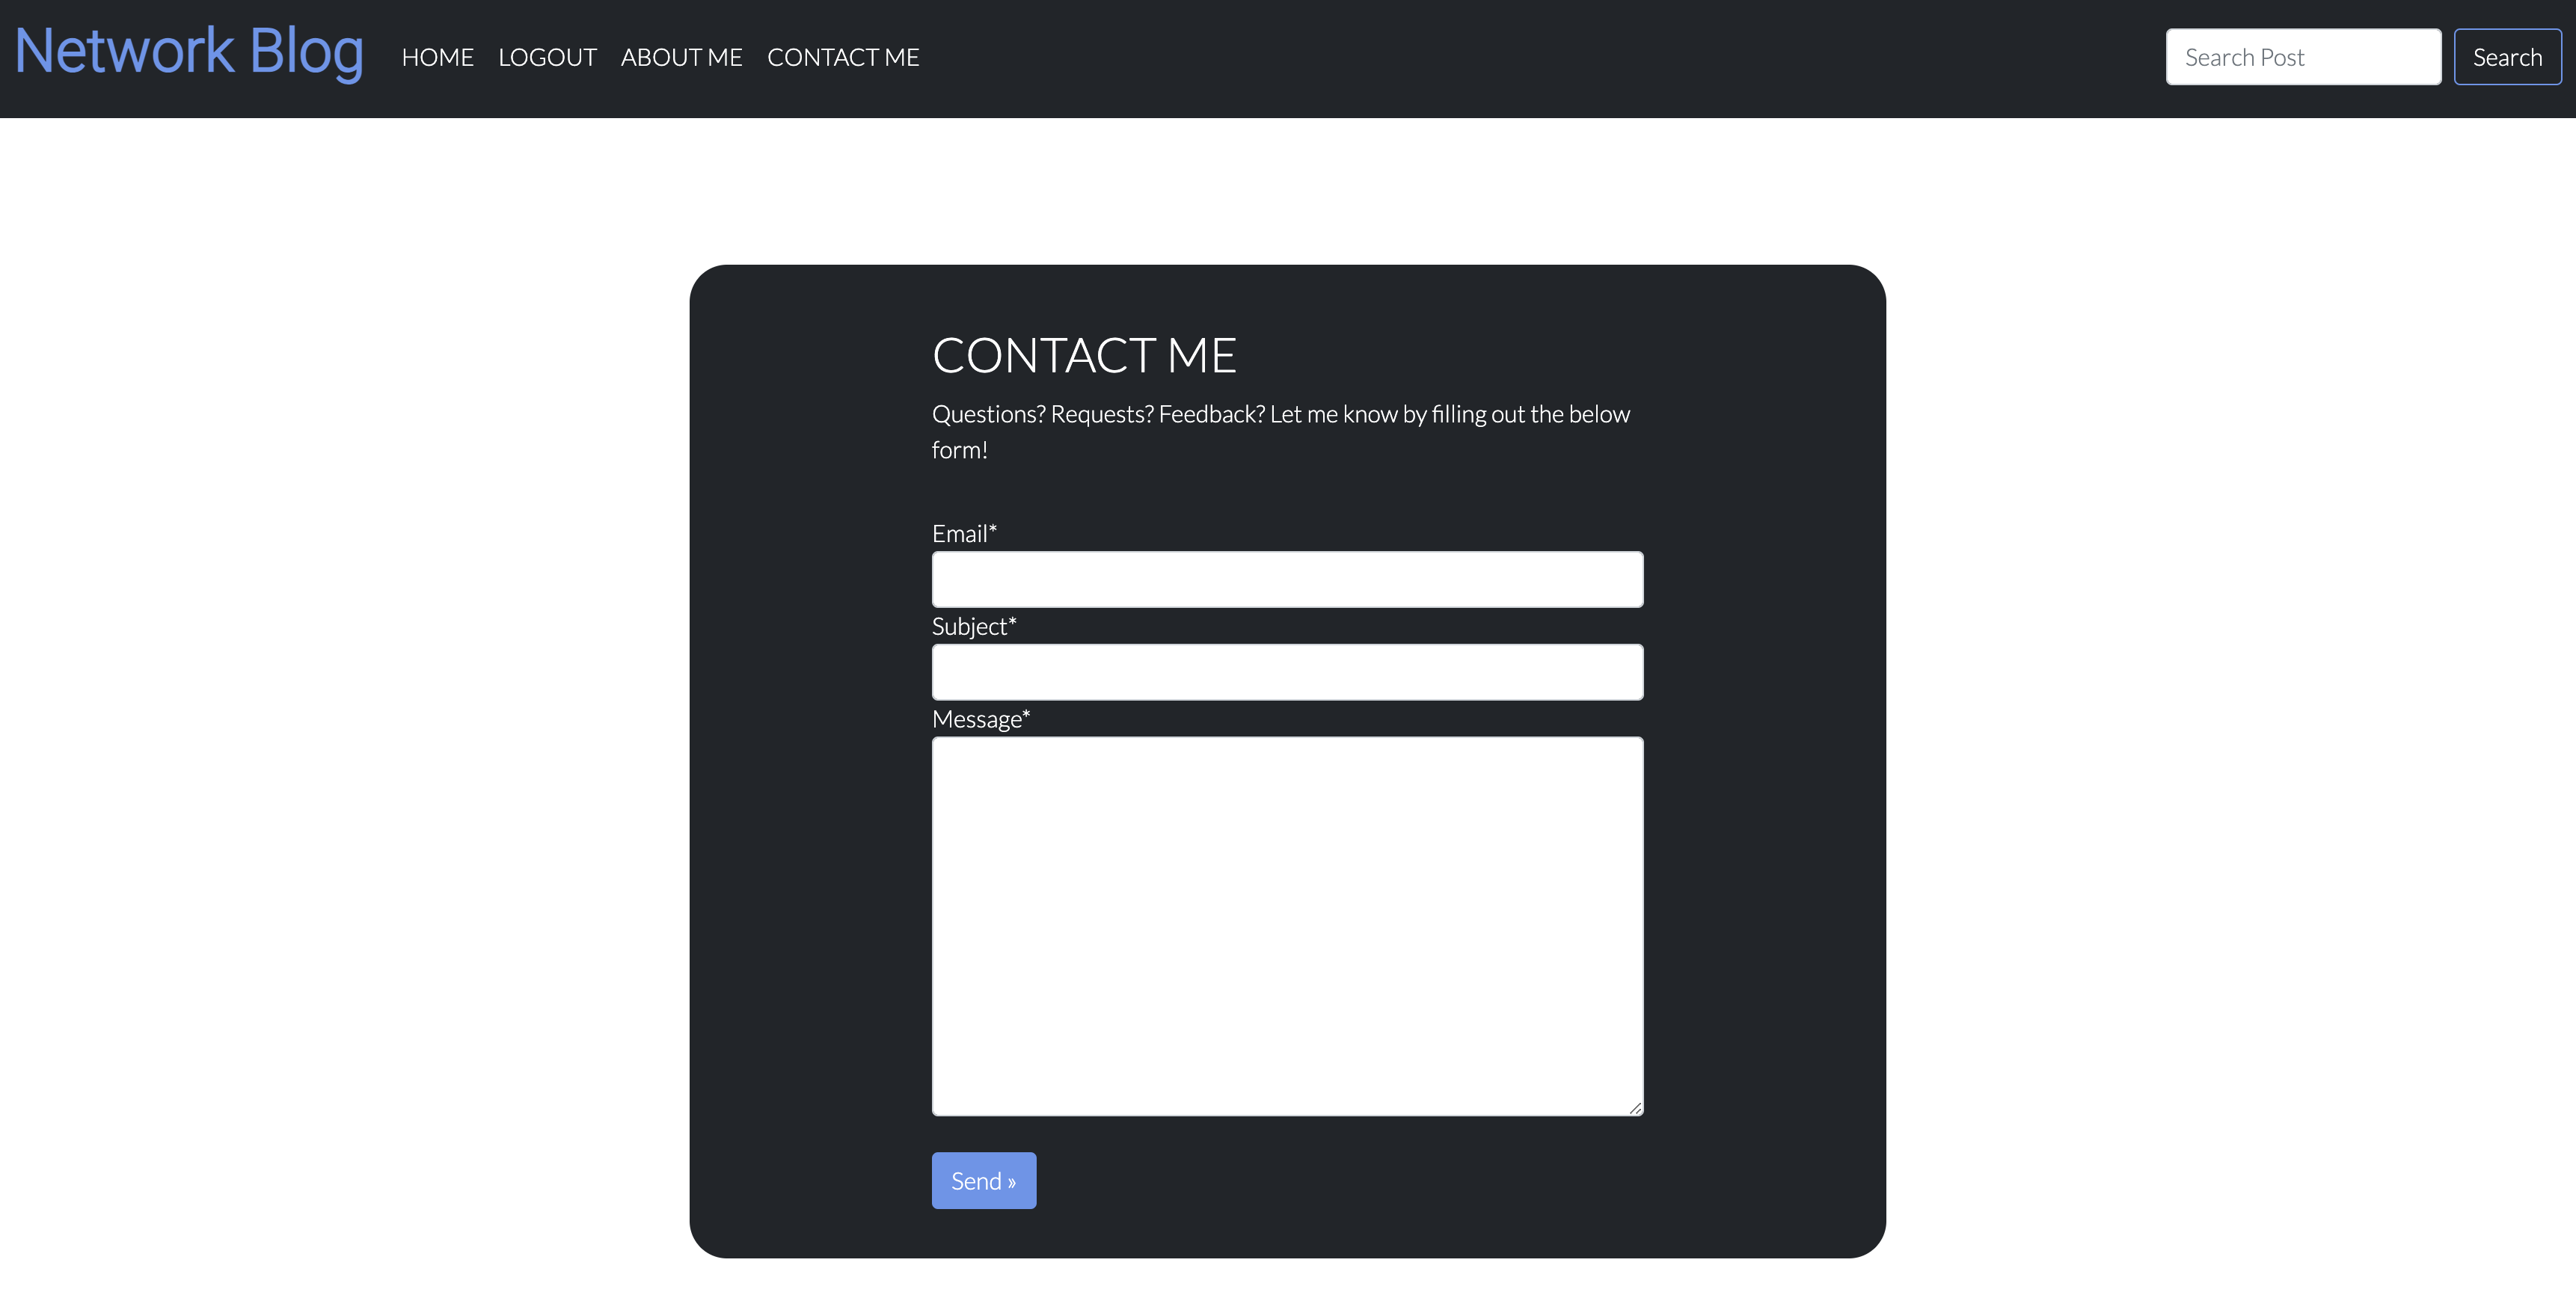 Network Blog HOME LOGOUT ABOUT ME CONTACT ME Search Post Search
CONTACT ME
Questions? Requests? Feedback? Let me know by filling out the below
form!
Email*
Subject*
Message*
Send »